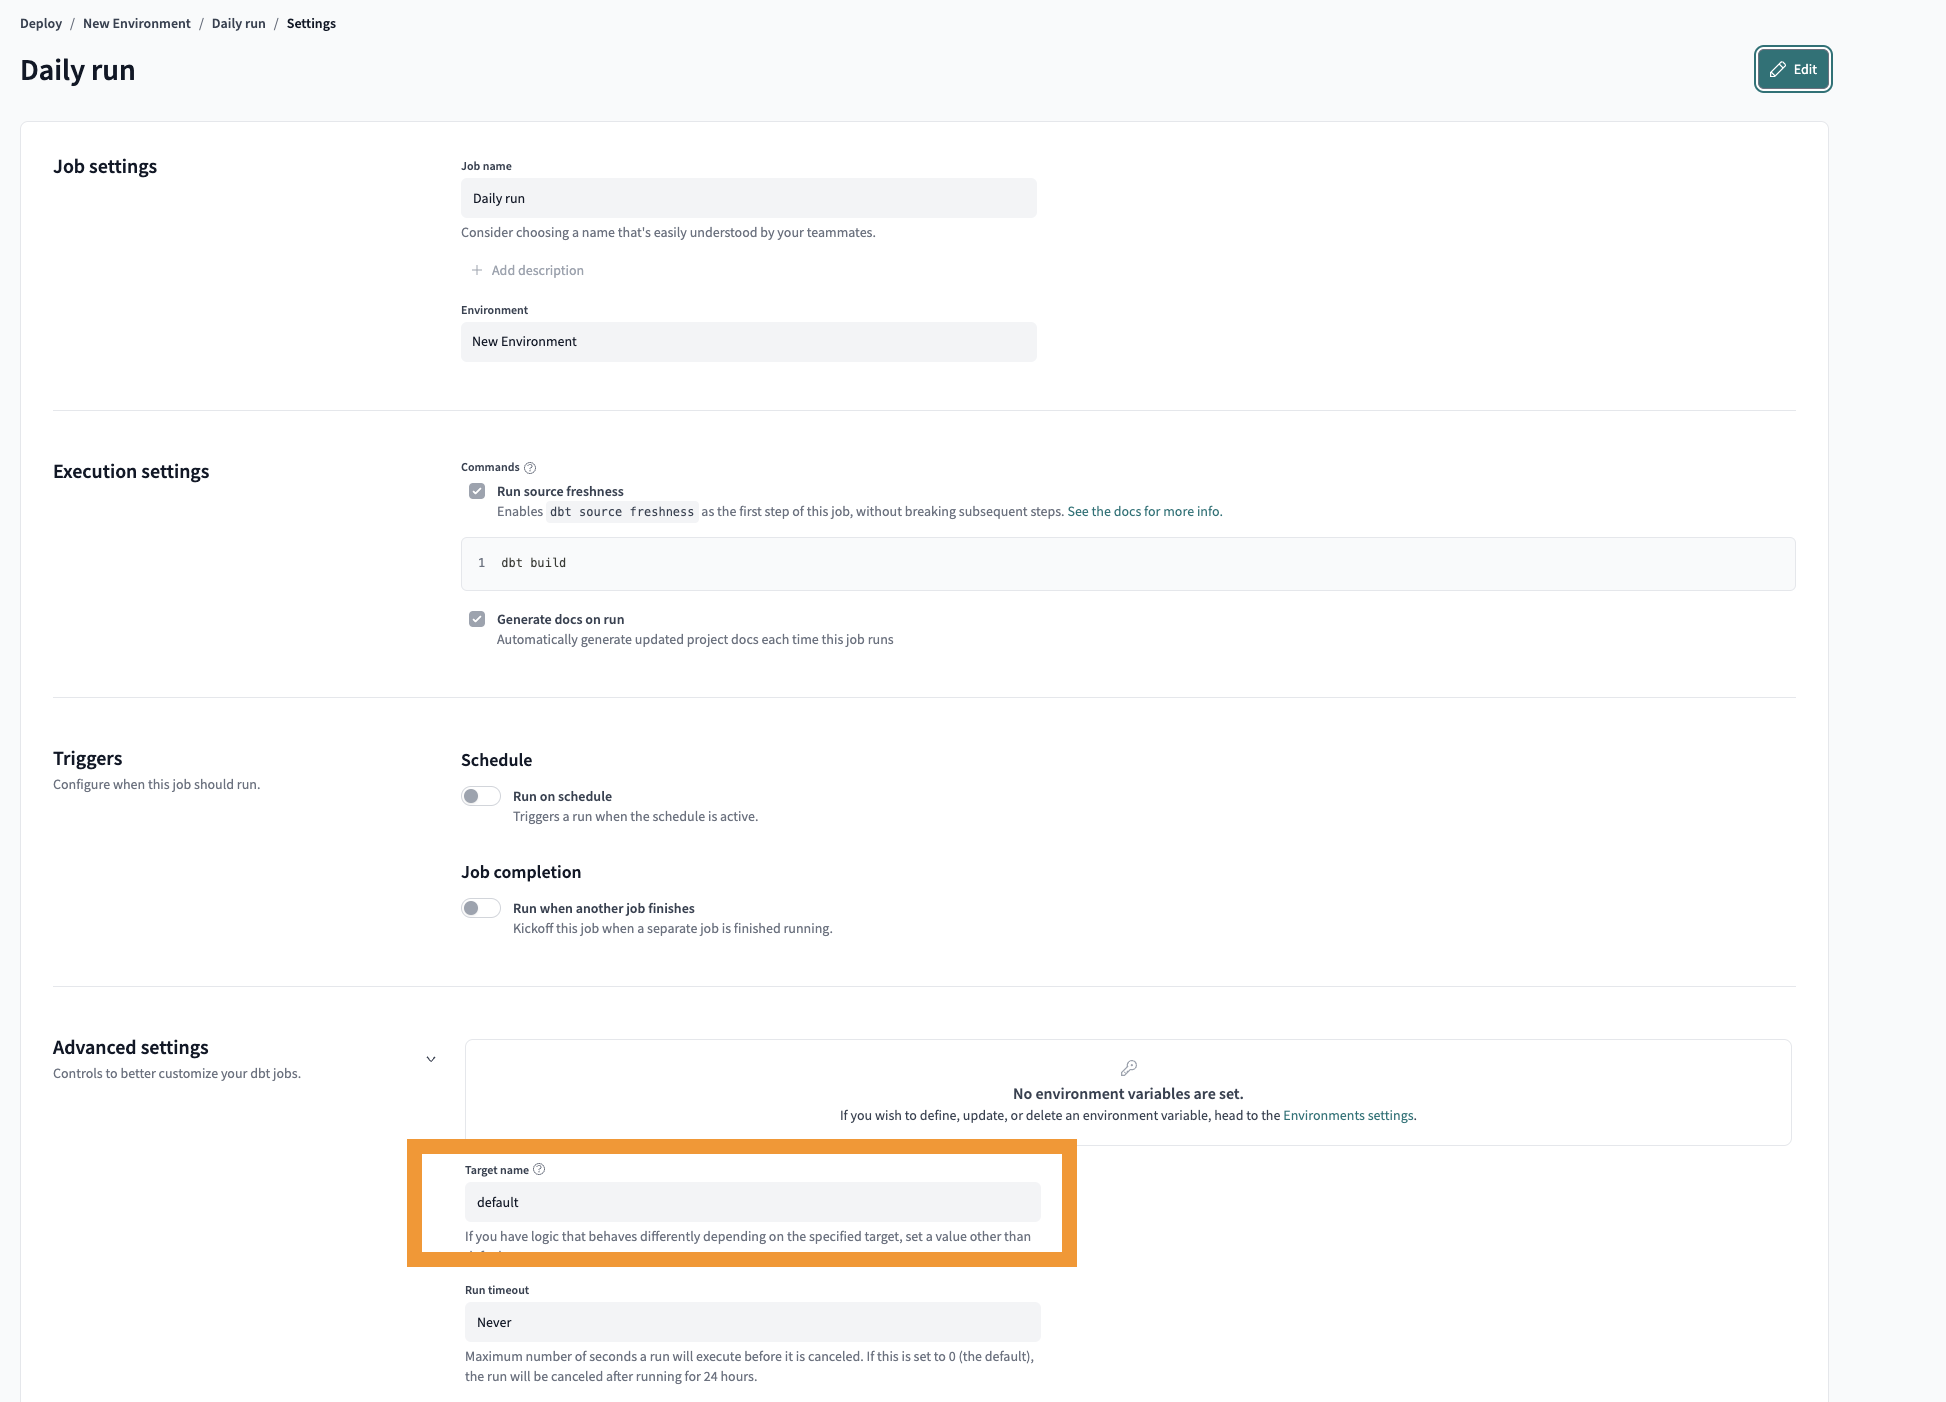 Deploy / New Environment / Daily run / Settings
Daily run
Edit
Job settings
Job name
Daily run
Consider choosing a name that's easily understood by your teammates.
Add description
Environment
New Environment
Execution settings
Commands
Run source freshness
Enables dbt source freshness as the first step of this job, without breaking subsequent steps. See the docs for more info.
1 dbt build
Generate docs on run
Automatically generate updated project docs each time this job runs
Triggers
Configure when this job should run.
Schedule
Run on schedule
Triggers a run when the schedule is active.
Job completion
Run when another job finishes
Kickoff this job when a separate job is finished running.
Advanced settings
Controls to better customize your dbt jobs.
No environment variables are set.
If you wish to define, update, or delete an environment variable, head to the Environments settings.
Target name
default
If you have logic that behaves differently depending on the specified target, set a value other than
Run timeout
Never
Maximum number of seconds a run will execute before it is canceled. If this is set to 0 (the default),
the run will be canceled after running for 24 hours.